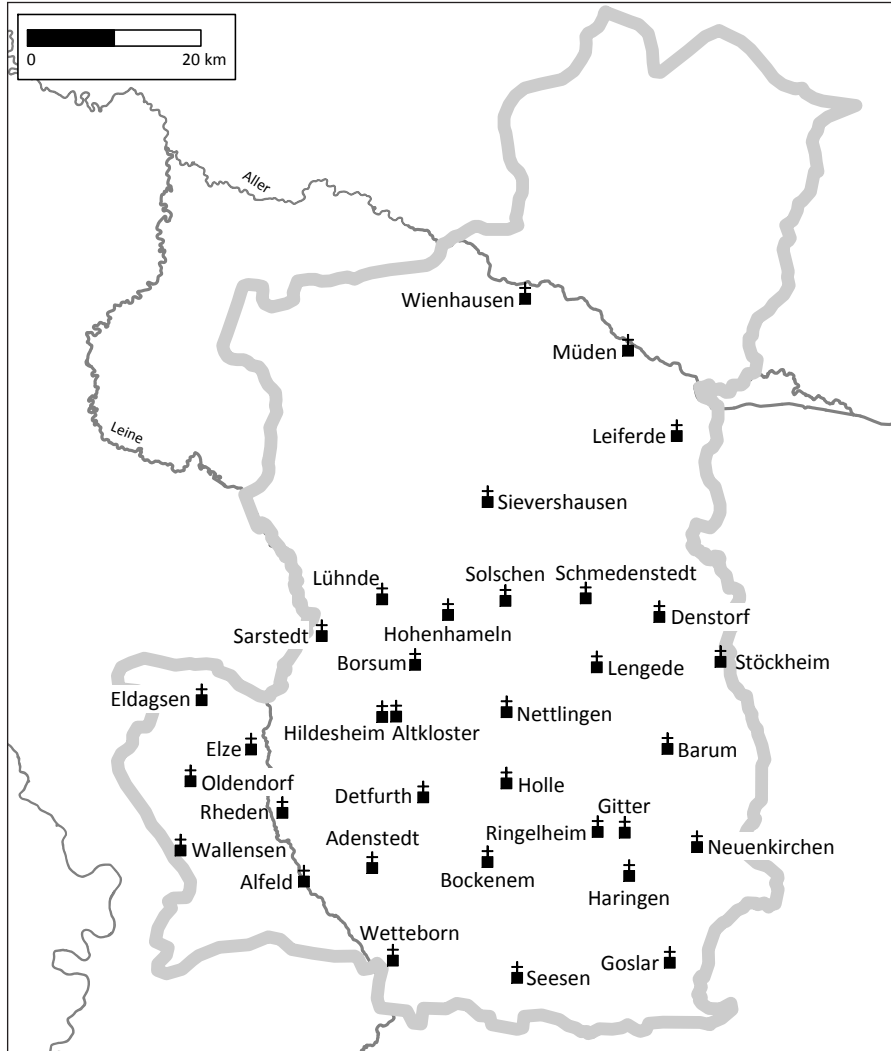 0 20 km
Aller
Wienhausen
Müden
Leine
Leiferde
Sievershausen
Lühnde
Solschen
Schmedenstedt
Hohenhameln
Denstorf
Sarstedt
Borsum
Lengede
Stöckheim
Eldagsen
Nettlingen
Hildesheim
Altkloster
Elze
Barum
Oldendorf
Holle
Detfurth
Rheden
Gitter
Ringelheim
Adenstedt
Neuenkirchen
Wallensen
Bockenem
Alfeld
Haringen
Wetteborn
Goslar
Seesen